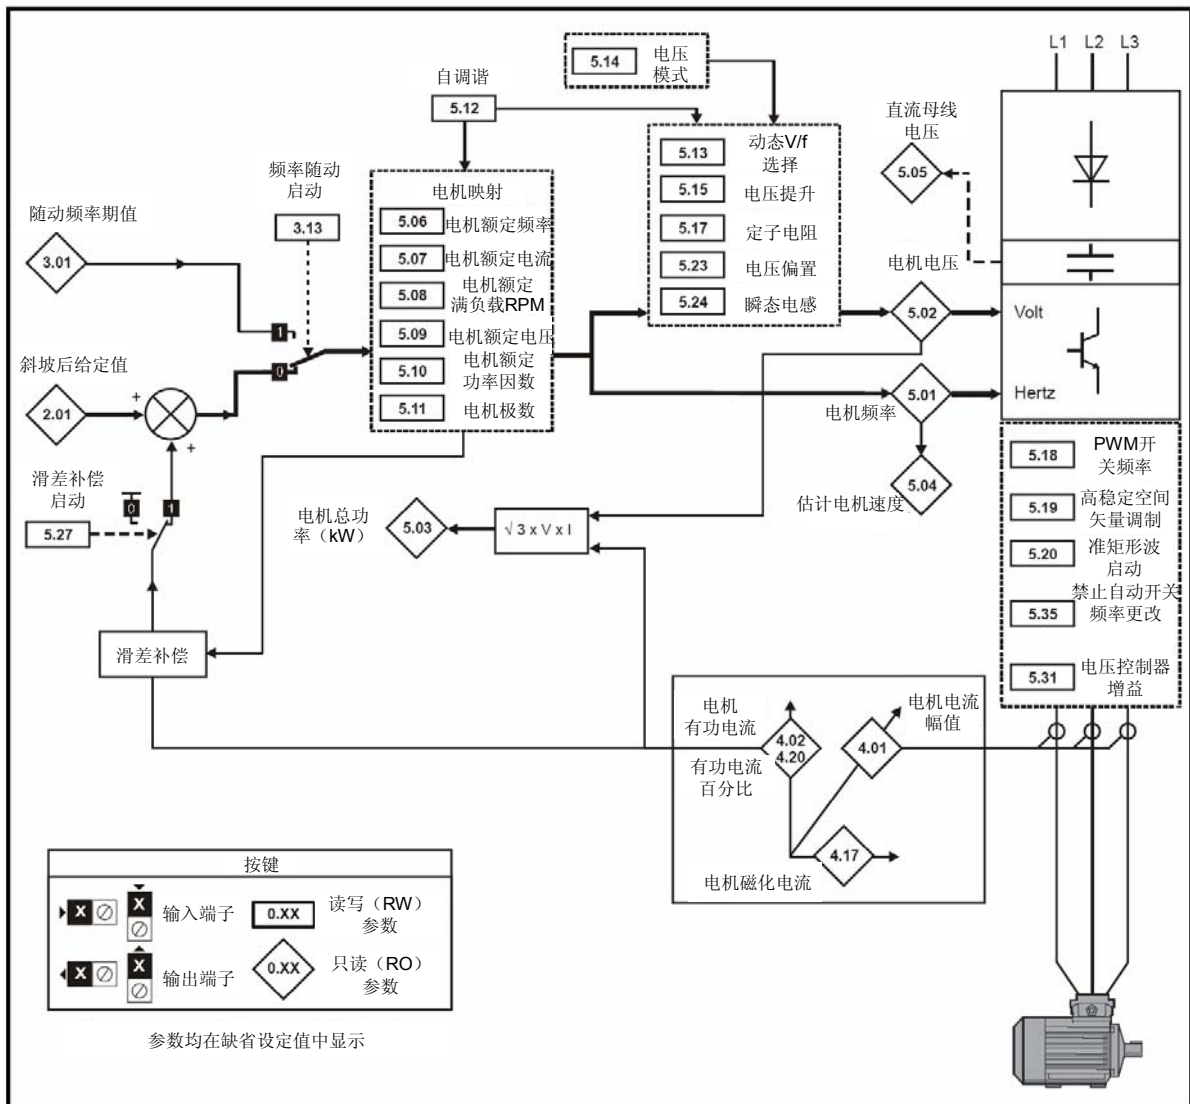 L1 L2 L3
5.14
电压
模式
自调谐
5.12
直流母线
电压
5.05
5.13
动态V/f
选择
5.15
电压提升
5.17
定子电阻
5.23
电压偏置
5.24
瞬态电感
频率随动
启动
3.13
电机映射
5.06
电机额定频率
5.07
电机额定电流
5.08
电机额定
满负载RPM
5.09
电机额定电压
5.10
电机额定
功率因数
5.11
电机极数
随动频率期值
3.01
1
0
斜坡后给定值
2.01
+
+
电机电压
5.02
Volt
5.01
电机频率
Hertz
5.04
估计电机速度
滑差补偿
启动
5.27
0
1
电机总功
率（kW）
5.03
√3 x V x I
滑差补偿
5.18
PWM开
关频率
5.19
高稳定空间
矢量调制
5.20
准矩形波
启动
5.35
禁止自动开关
频率更改
5.31
电压控制器
增益
电机
有功电流
4.02
4.20
有功电流
百分比
4.01
电机电流
幅值
4.17
电机磁化电流
按键
X
X
输入端子
0.XX
读写（RW）
参数
X
X
输出端子
0.XX
只读（RO）
参数
参数均在缺省设定值中显示